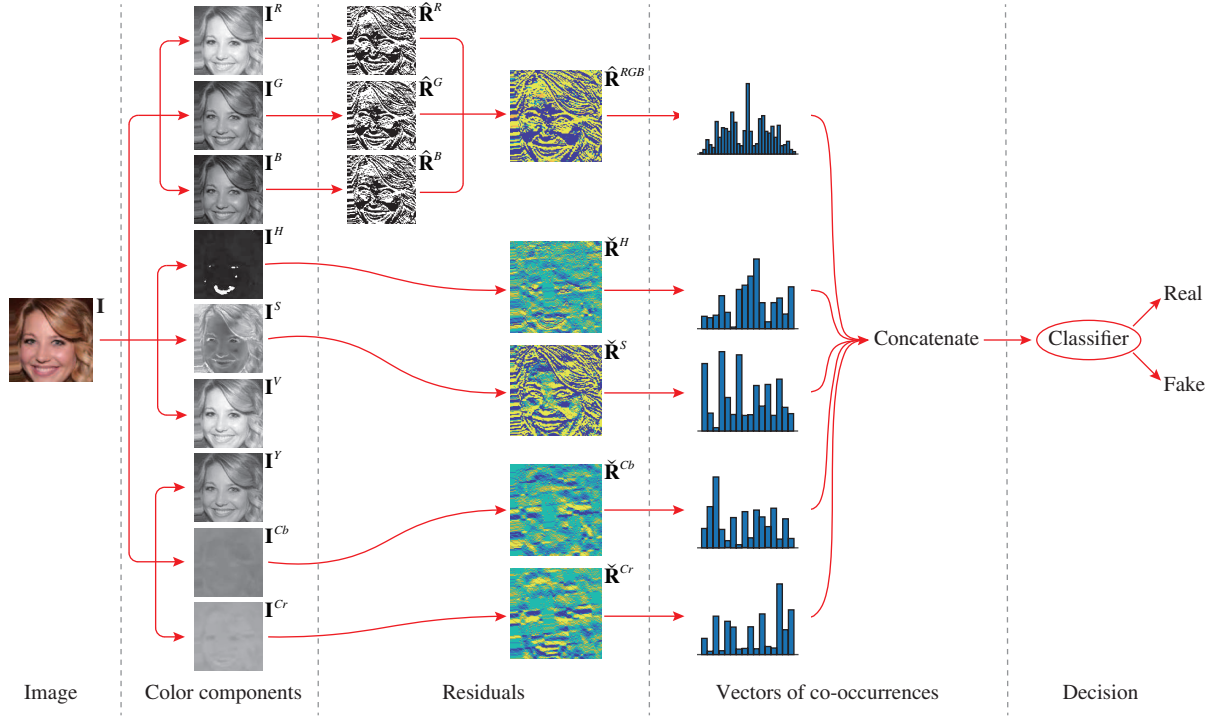 I
I^R
I^G
I^B
I^H
I^S
I^V
I^Y
I^Cb
I^Cr
R̂^R
R̂^G
R̂^B
R̂^RGB
Ř^H
Ř^S
Ř^Cb
Ř^Cr
Concatenate
Classifier
Real
Fake
Image
Color components
Residuals
Vectors of co-occurrences
Decision